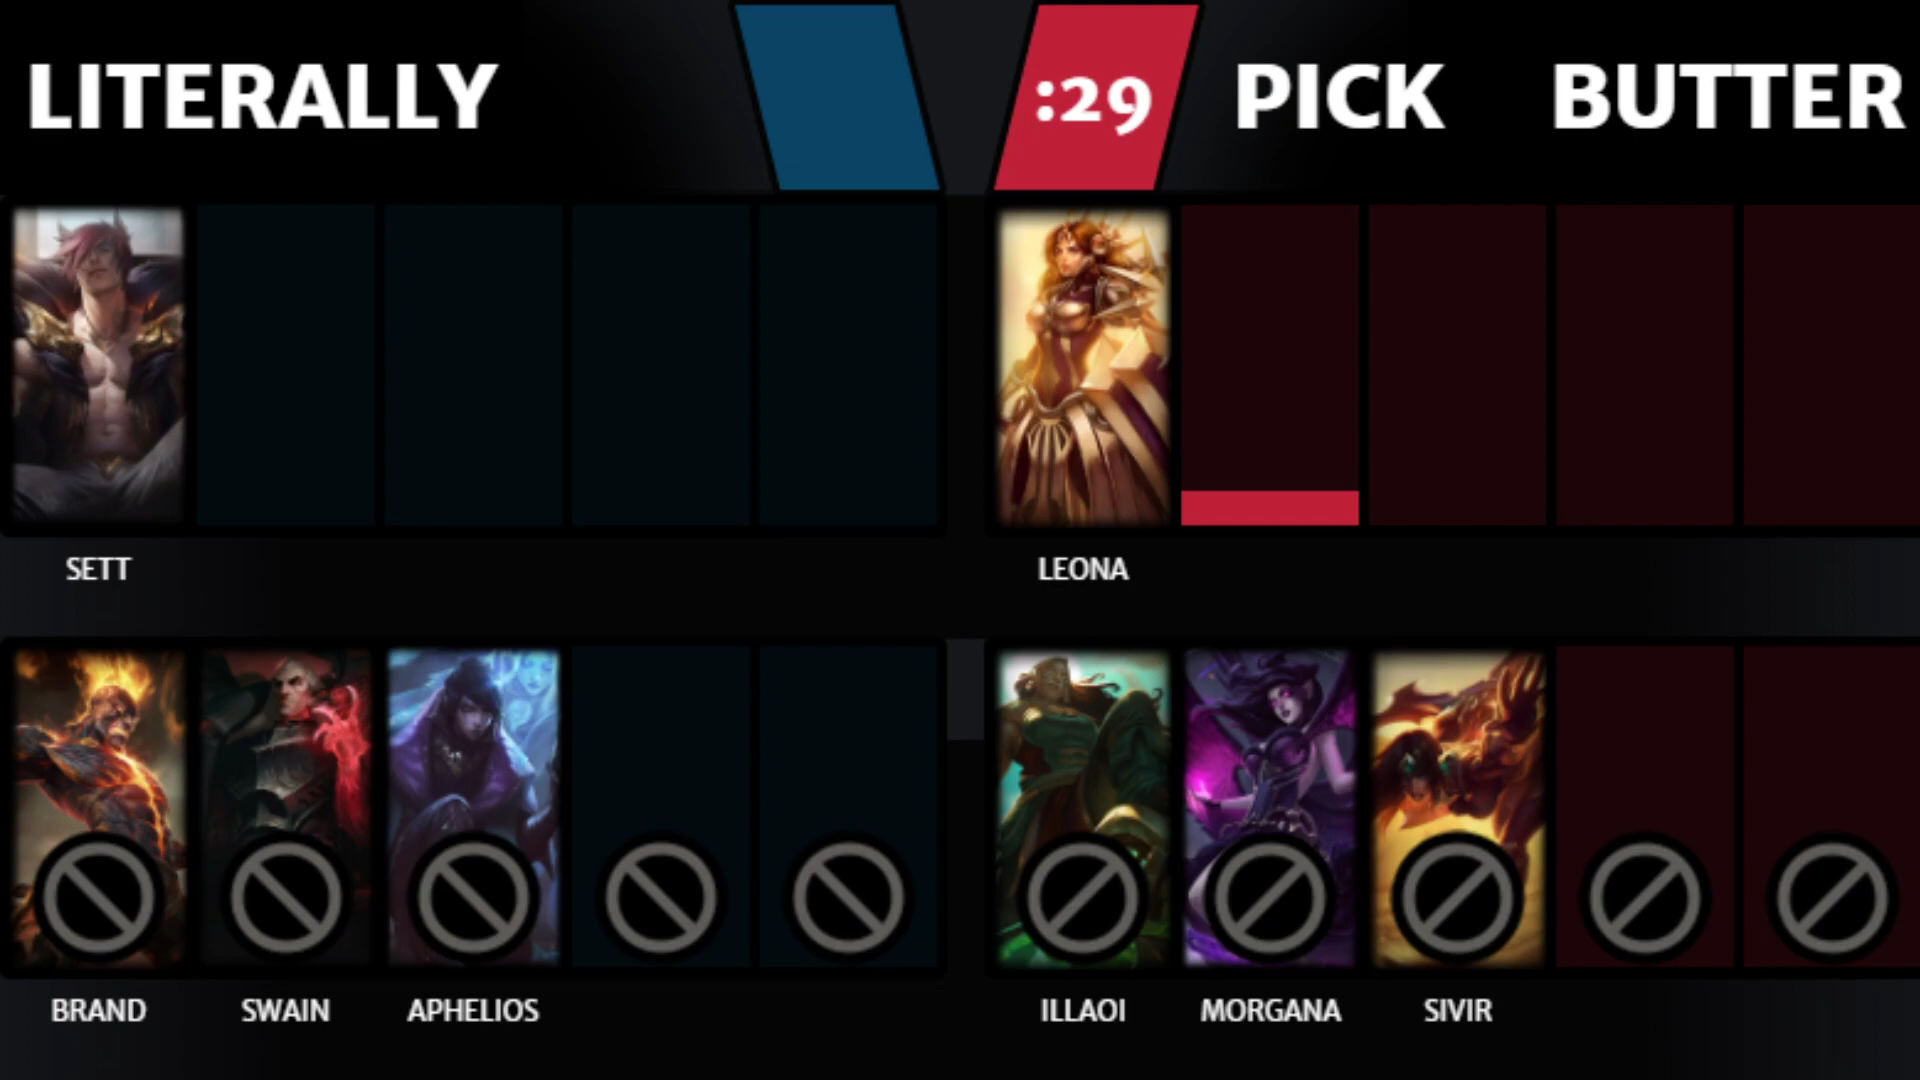 LITERALLY
:29 PICK BUTTER
SETT
LEONA
BRAND SWAIN APHELIOS
ILLAOI MORGANA SIVIR